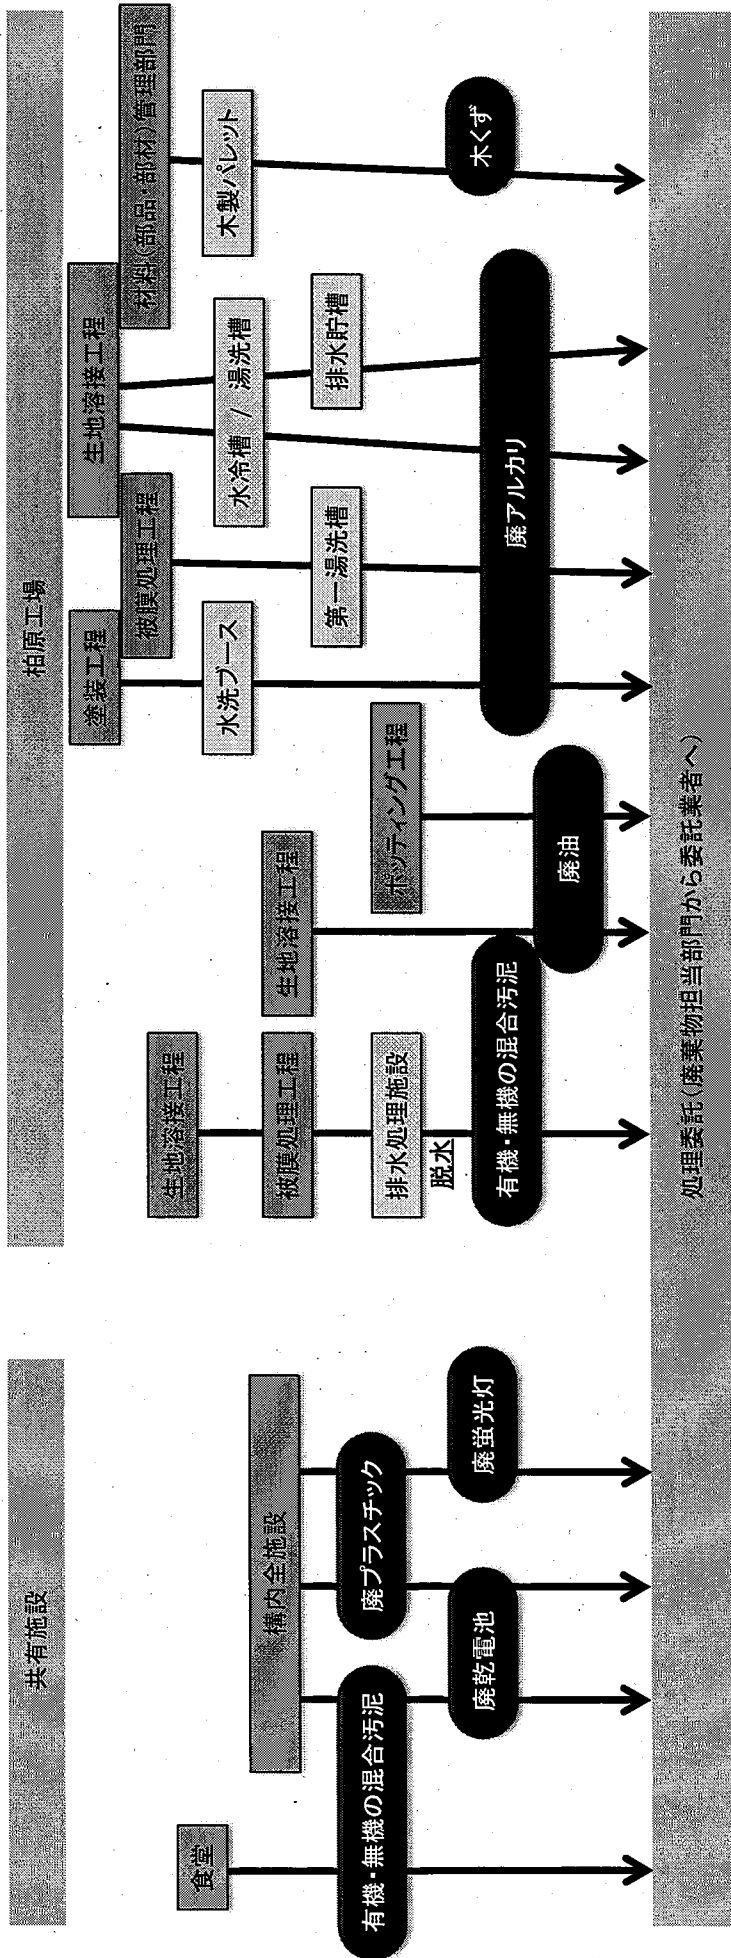 共有施設
柏原工場
食堂
構内全施設
有機・無機の混合汚泥
廃プラスチック
廃乾電池
廃蛍光灯
生地溶接工程
被膜処理工程
排水処理施設
脱水
有機・無機の混合汚泥
生地溶接工程
ポッティング工程
廃油
塗装工程
水洗ブース
被膜処理工程
第一湯洗槽
生地溶接工程
水冷槽 / 湯洗槽
排水貯槽
廃アルカリ
材料(部品・部材)管理部門
木製パレット
木くず
処理委託(廃棄物担当部門から委託業者へ)